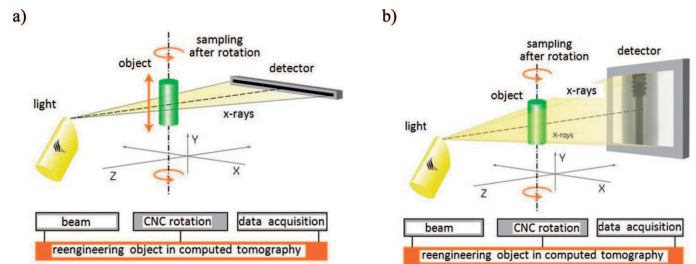 a)
sampling
after rotation
object
detector
light
x-rays
Y
Z
X
beam
CNC rotation
data acquisition
reengineering object in computed tomography
b)
sampling
after rotation
detector
object
x-rays
light
x-rays
Y
Z
X
beam
CNC rotation
data acquisition
reengineering object in computed tomography